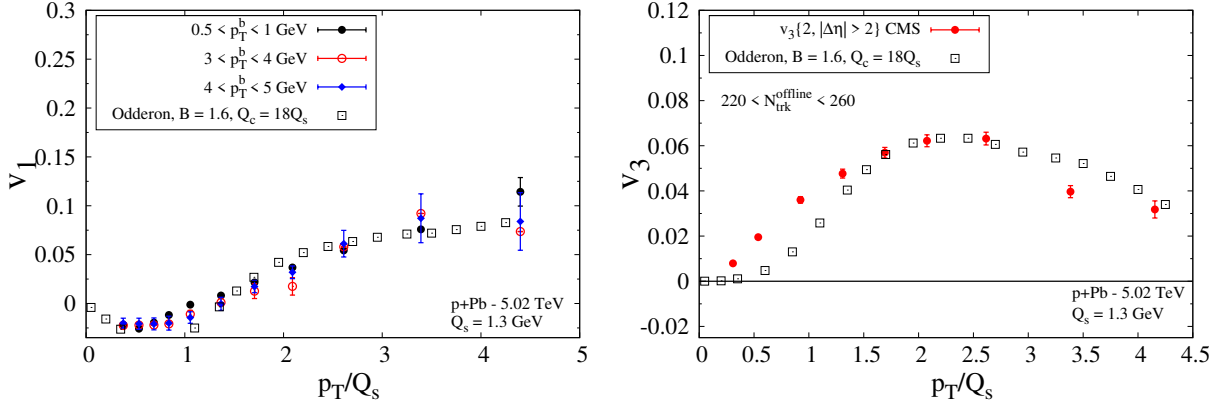 0.3
0.25
0.2
0.15
0.1
0.05
0
v₁
0.5 < p_T^b < 1 GeV
3 < p_T^b < 4 GeV
4 < p_T^b < 5 GeV
Odderon, B = 1.6, Q_c = 18Q_s
p+Pb - 5.02 TeV
Q_s = 1.3 GeV
0 1 2 3 4 5
p_T/Q_s
0.12
0.1
0.08
0.06
0.04
0.02
0
-0.02
v₃
v₃{2, |Δη| > 2} CMS
Odderon, B = 1.6, Q_c = 18Q_s
220 < N_trk^offline < 260
p+Pb - 5.02 TeV
Q_s = 1.3 GeV
0 0.5 1 1.5 2 2.5 3 3.5 4 4.5
p_T/Q_s